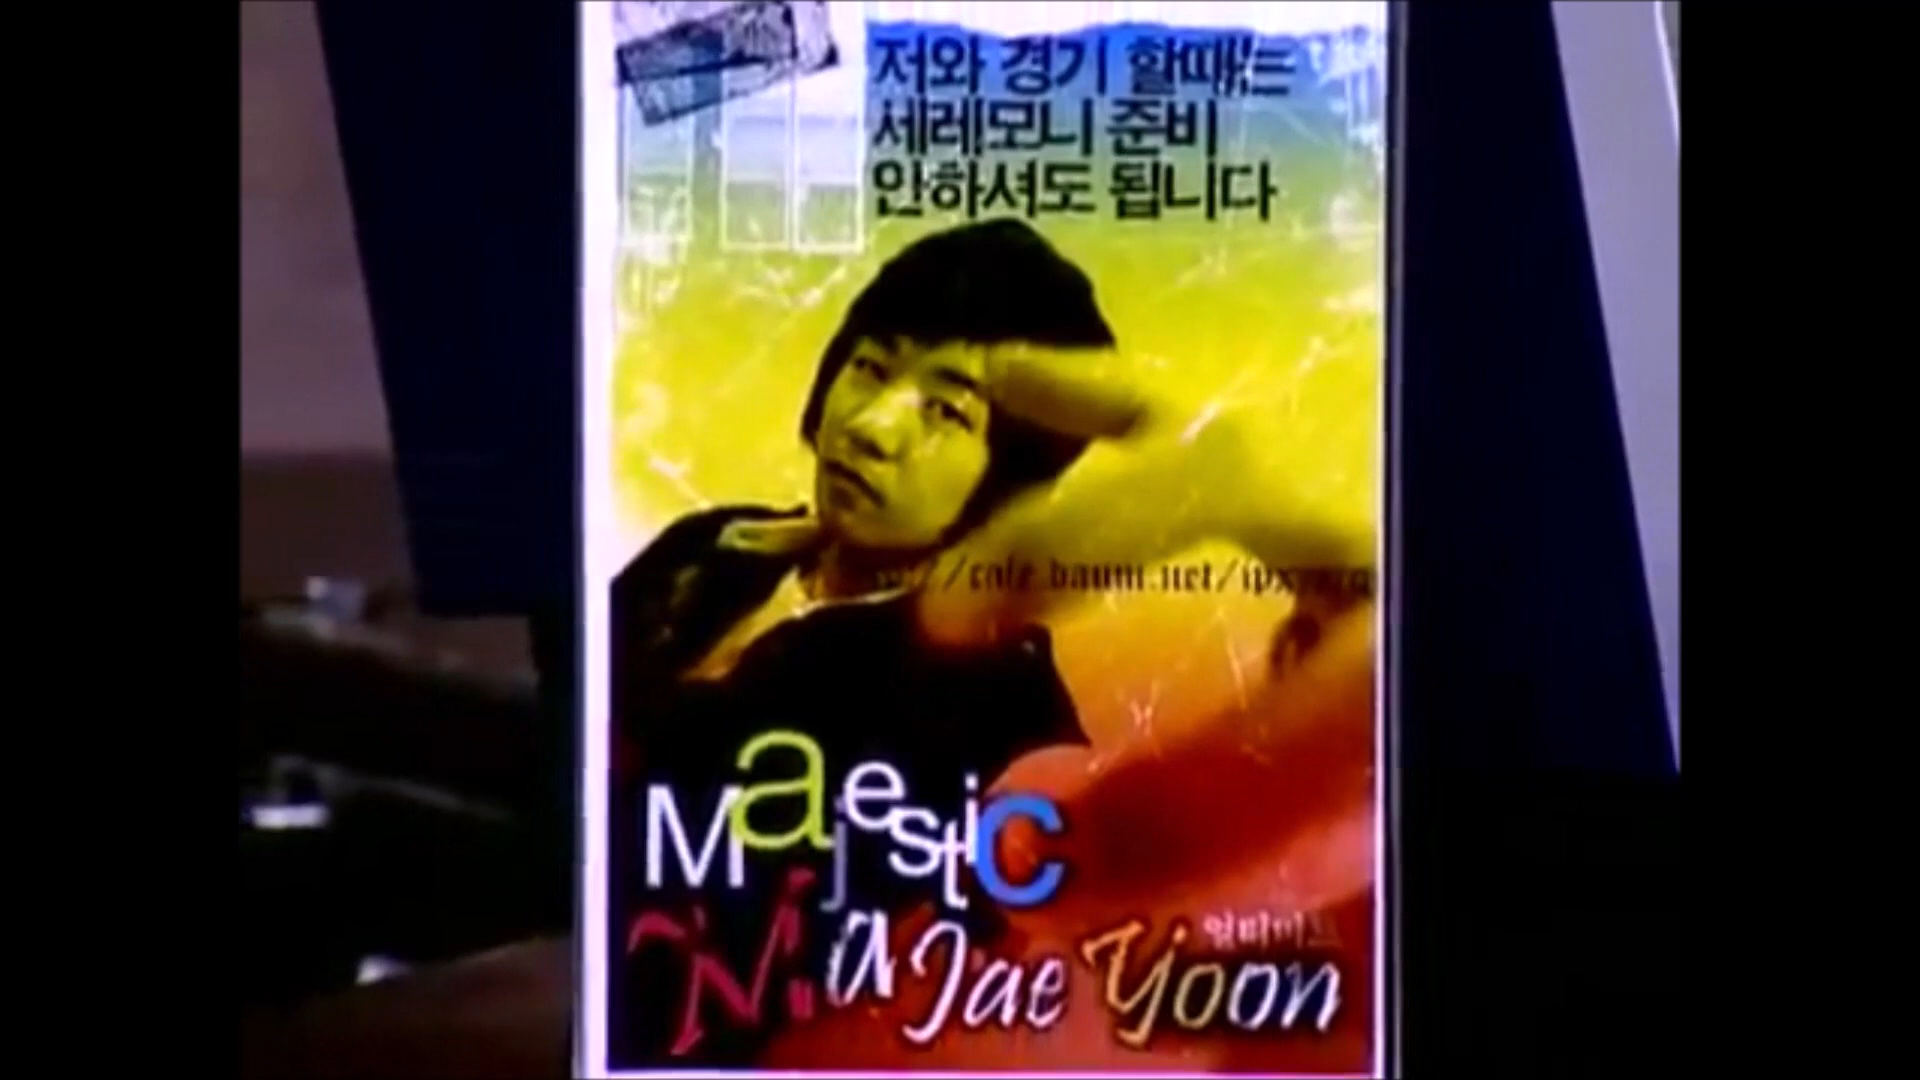 저와 경기 할때는
세레모니 준비
안하셔도 됩니다
Majestic
Ma Jae Yoon